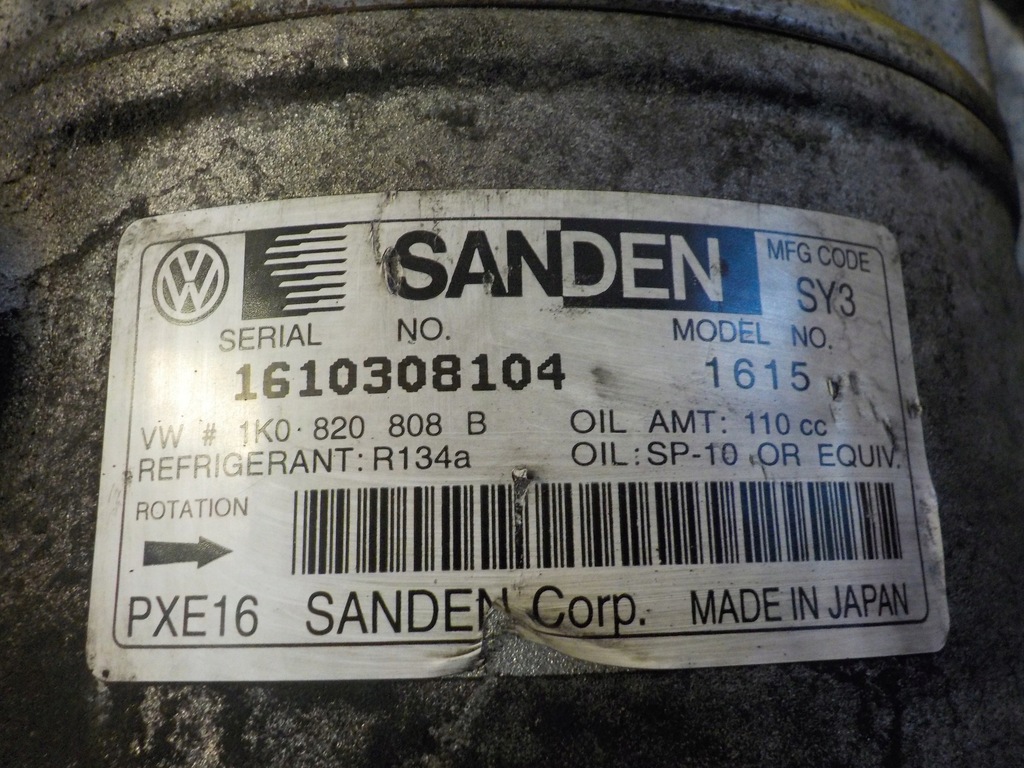 SANDEN MFG CODE
SY3
SERIAL NO. MODEL NO.
1610308104 1615
VW # 1K0 820 808 B OIL AMT: 110 cc
REFRIGERANT: R134a OIL: SP-10 OR EQUIV.
ROTATION
PXE16 SANDEN Corp. MADE IN JAPAN